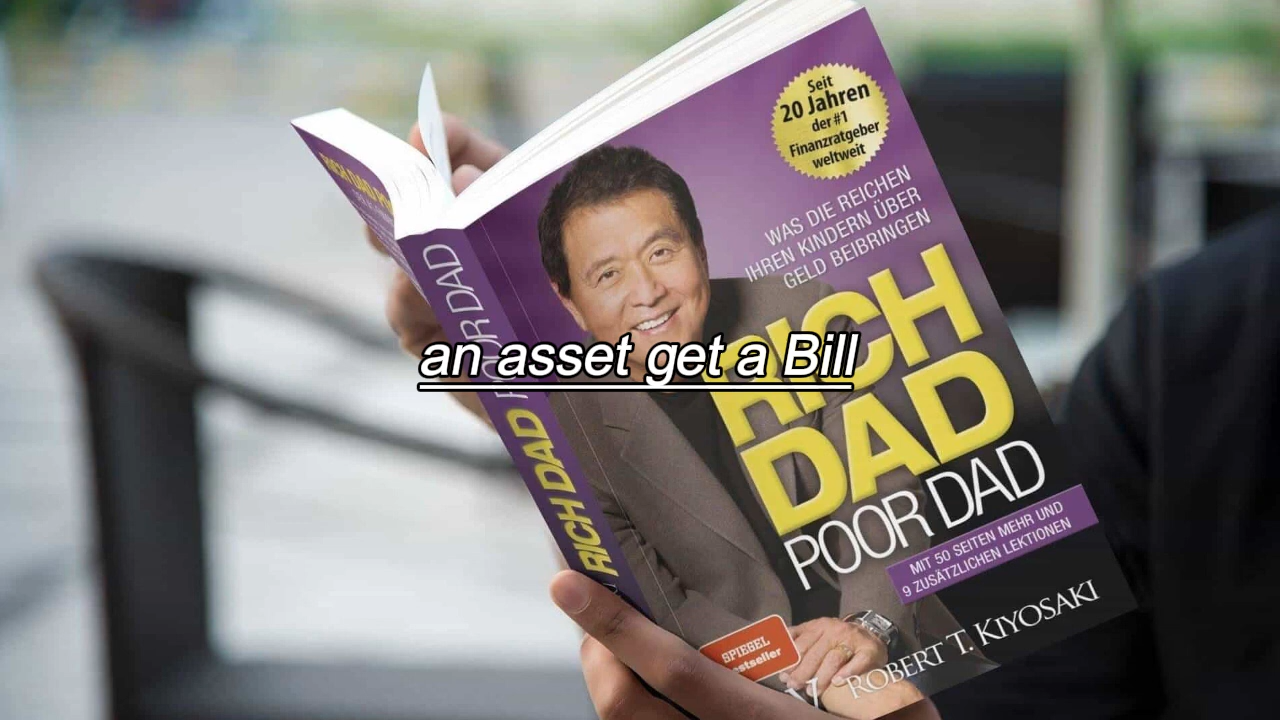 Seit
20 Jahren
der #1
Finanzratgeber
weltweit
WAS DIE REICHEN
IHREN KINDERN ÜBER
GELD BEIBRINGEN
RICH
DAD
POOR DAD
MIT 50 SEITEN MEHR UND
9 ZUSÄTZLICHEN LEKTIONEN
ROBERT T. KIYOSAKI
SPIEGEL
RICH DAD POOR DAD
an asset get a Bill